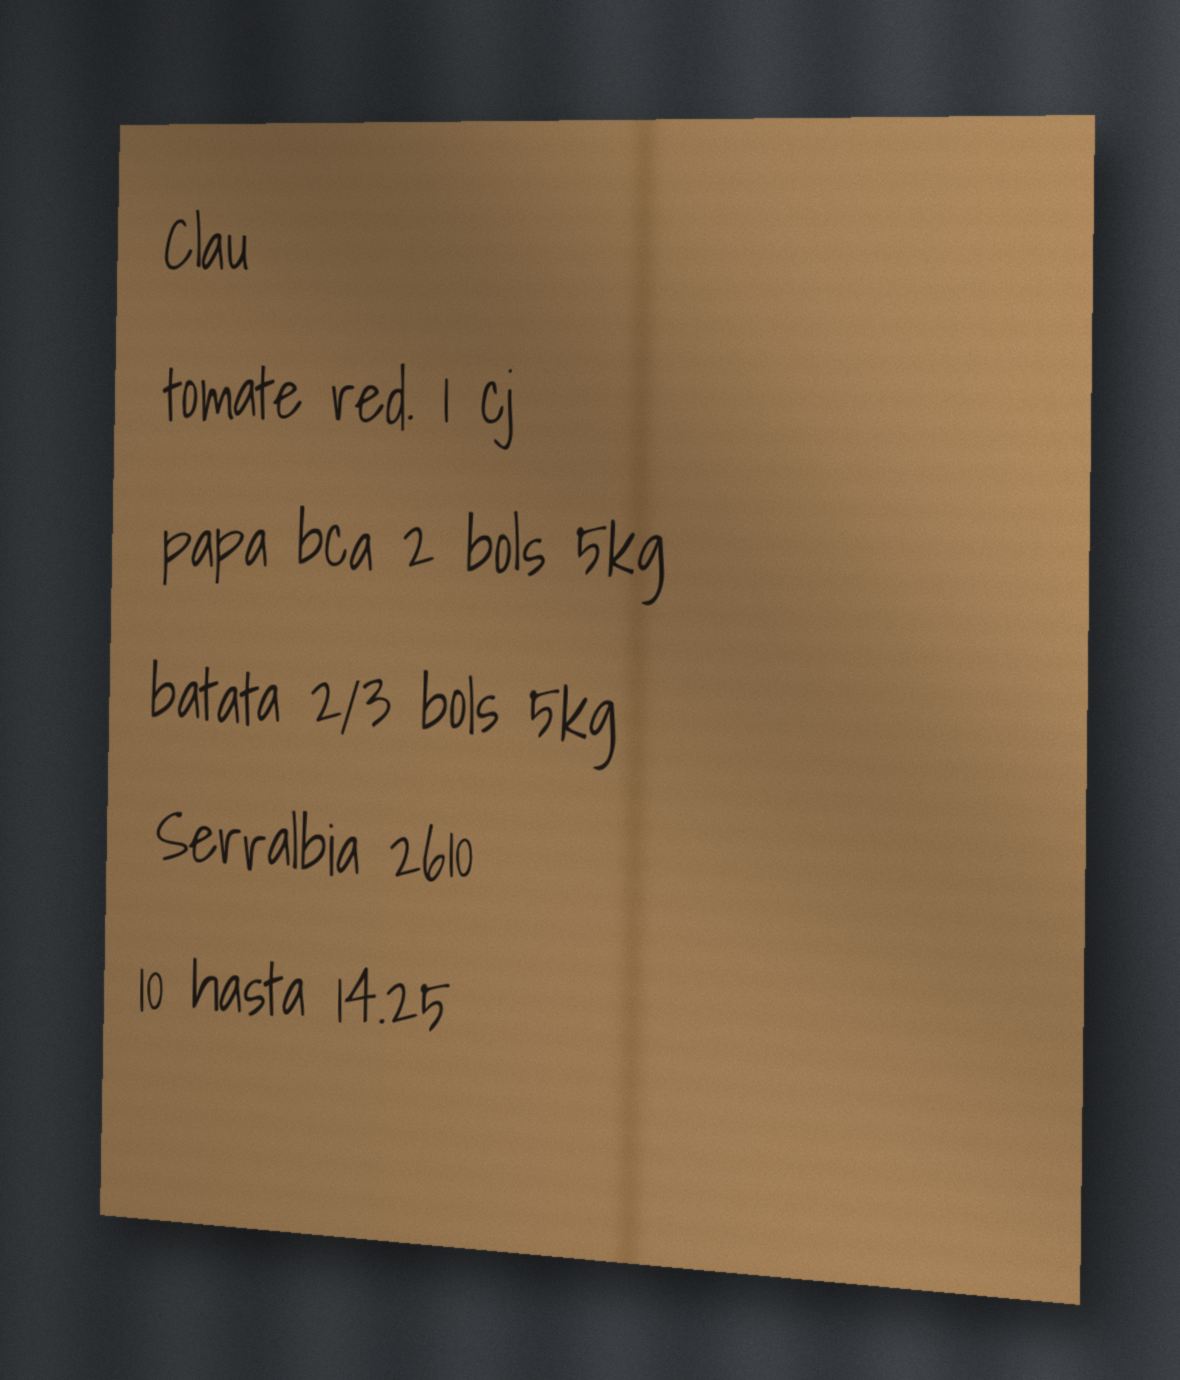 Clau
tomate red. 1 cj
papa bca 2 bols 5kg
batata 2/3 bols 5kg
Serralbia 2610
10 hasta 14.25